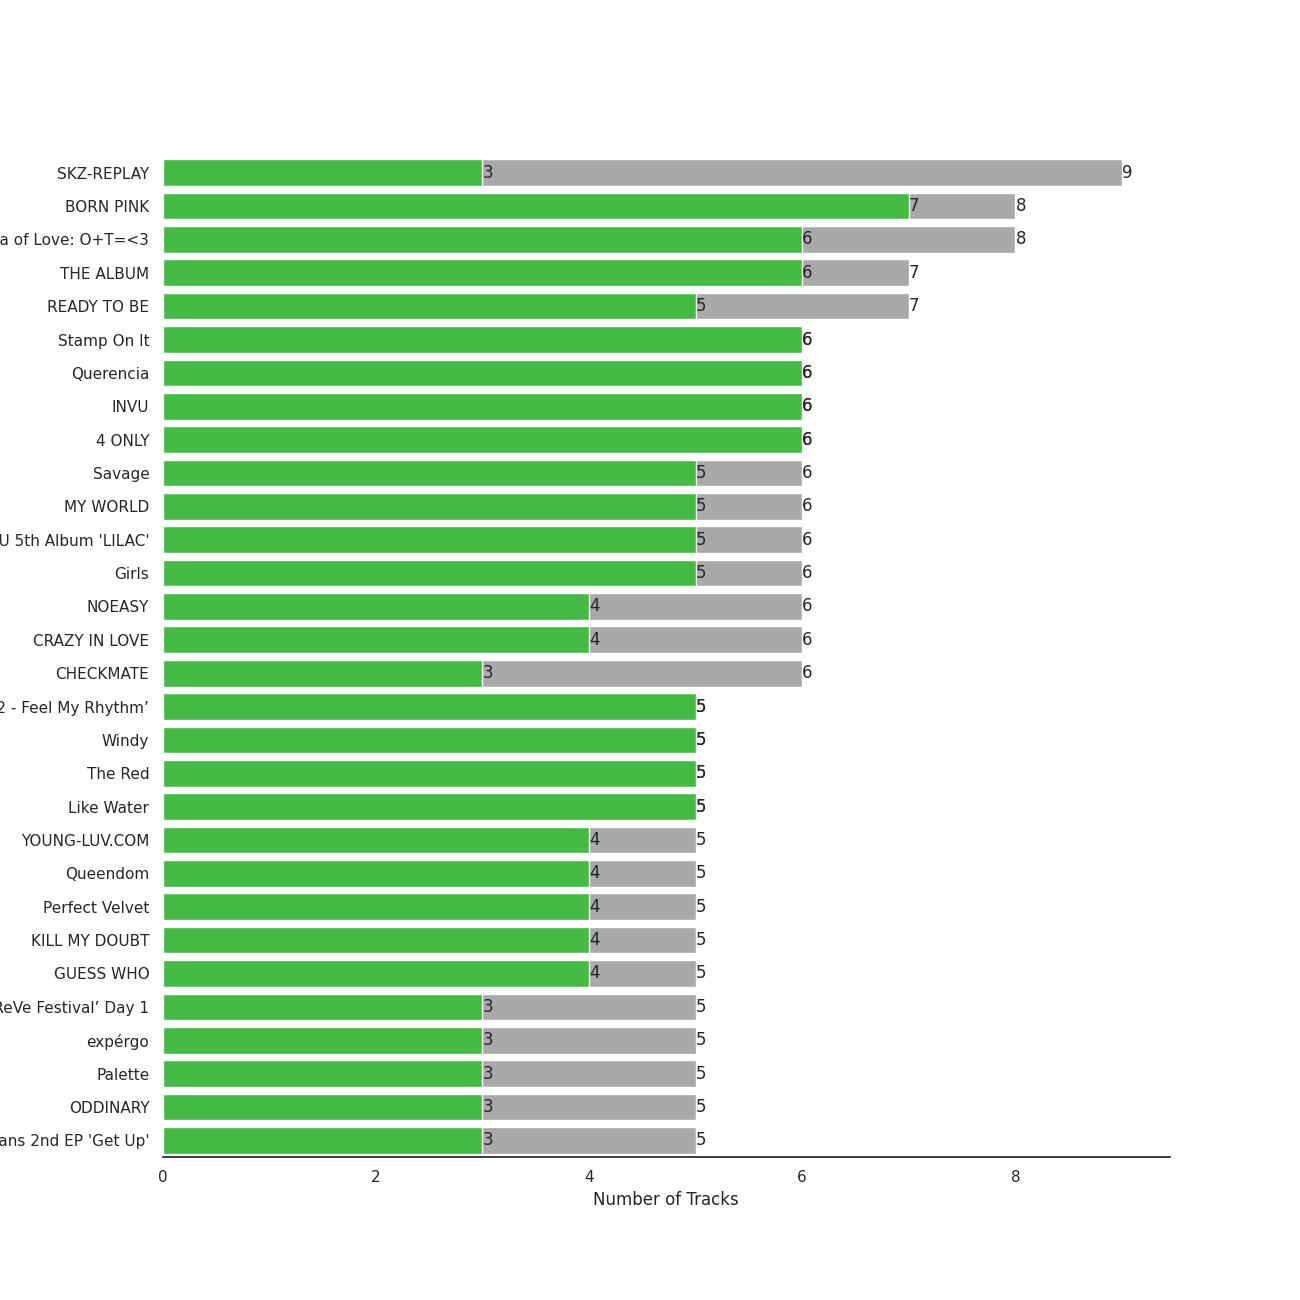 SKZ-REPLAY 3 9
BORN PINK 7 8
a of Love: O+T=<3 6 8
THE ALBUM 6 7
READY TO BE 5 7
Stamp On It 6
Querencia 6
INVU 6
4 ONLY 6
Savage 5 6
MY WORLD 5 6
U 5th Album 'LILAC' 5 6
Girls 5 6
NOEASY 4 6
CRAZY IN LOVE 4 6
CHECKMATE 3 6
2 - Feel My Rhythm’ 5
Windy 5
The Red 5
Like Water 5
YOUNG-LUV.COM 4 5
Queendom 4 5
Perfect Velvet 4 5
KILL MY DOUBT 4 5
GUESS WHO 4 5
ReVe Festival’ Day 1 3 5
expérgo 3 5
Palette 3 5
ODDINARY 3 5
ans 2nd EP 'Get Up' 3 5
0 2 4 6 8
Number of Tracks